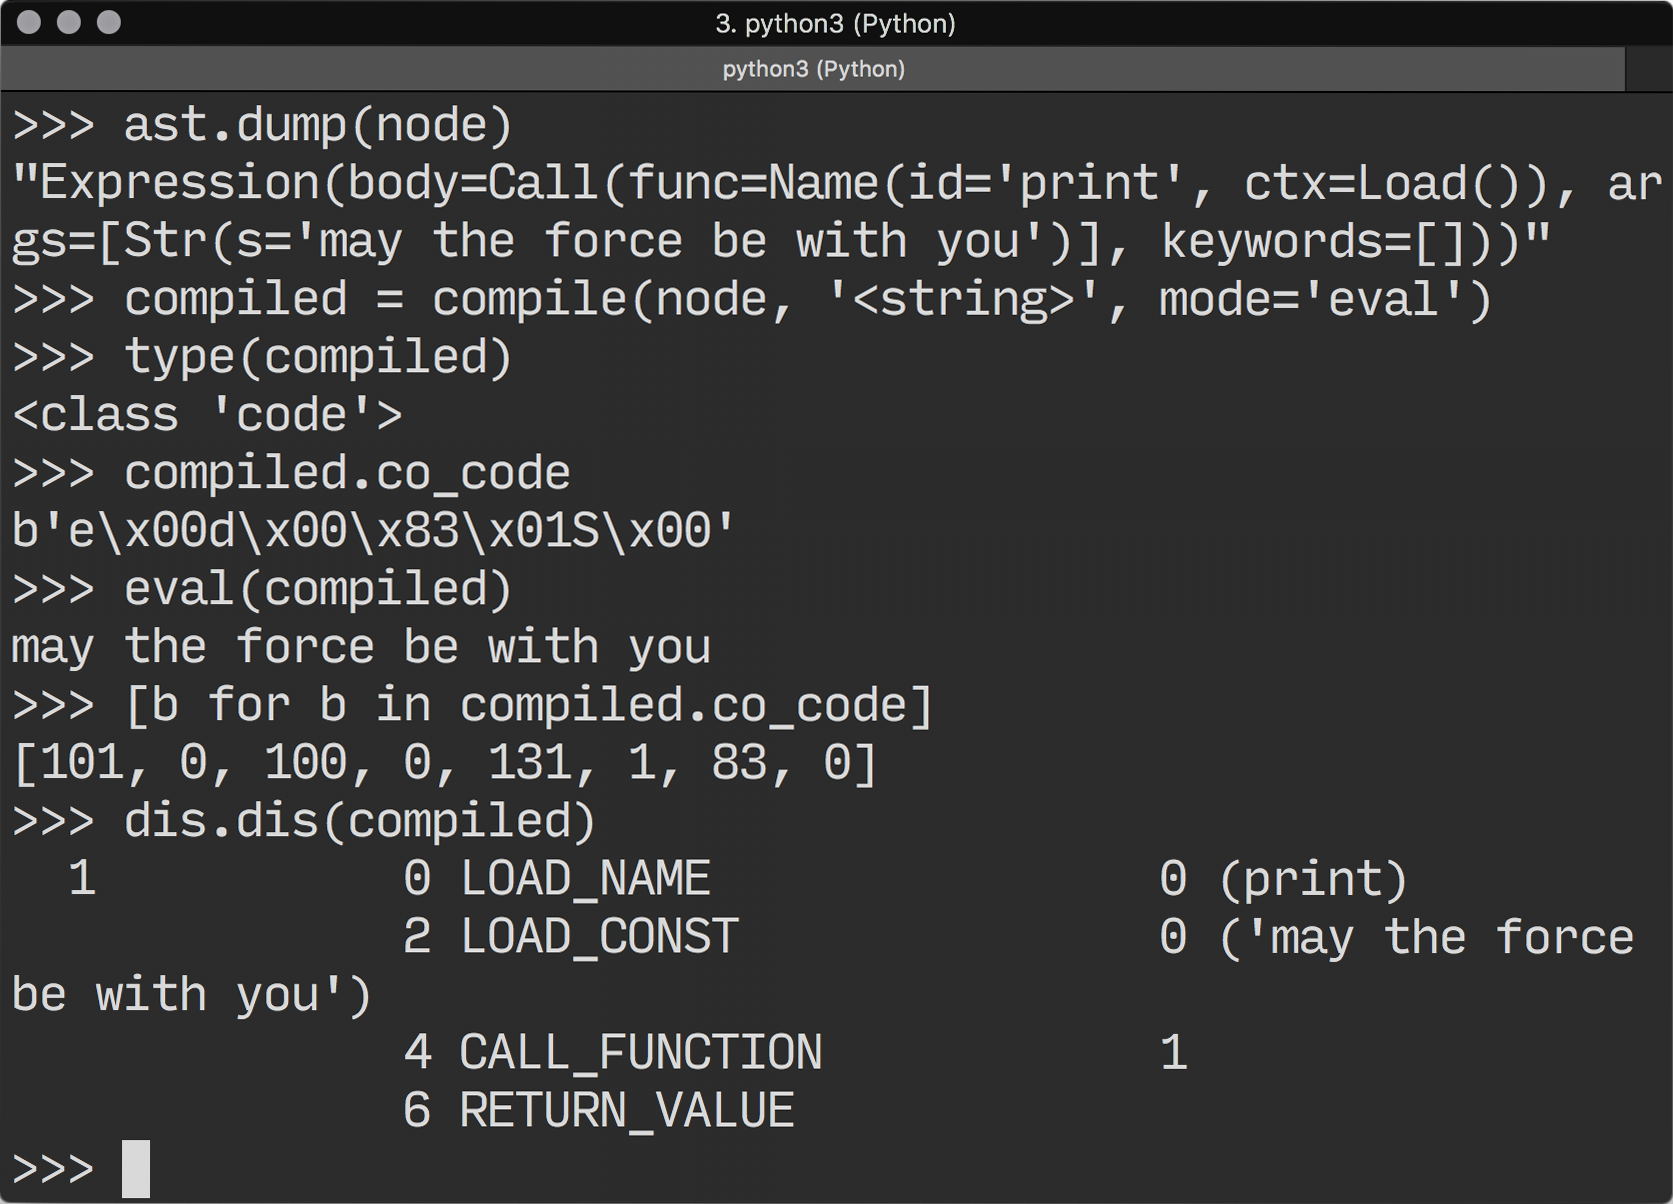 3. python3 (Python)
python3 (Python)
>>> ast.dump(node)
"Expression(body=Call(func=Name(id='print', ctx=Load()), ar
gs=[Str(s='may the force be with you')], keywords=[]))"
>>> compiled = compile(node, '<string>', mode='eval')
>>> type(compiled)
<class 'code'>
>>> compiled.co_code
b'e\x00d\x00\x83\x01S\x00'
>>> eval(compiled)
may the force be with you
>>> [b for b in compiled.co_code]
[101, 0, 100, 0, 131, 1, 83, 0]
>>> dis.dis(compiled)
  1           0 LOAD_NAME                0 (print)
              2 LOAD_CONST               0 ('may the force
be with you')
              4 CALL_FUNCTION            1
              6 RETURN_VALUE
>>>